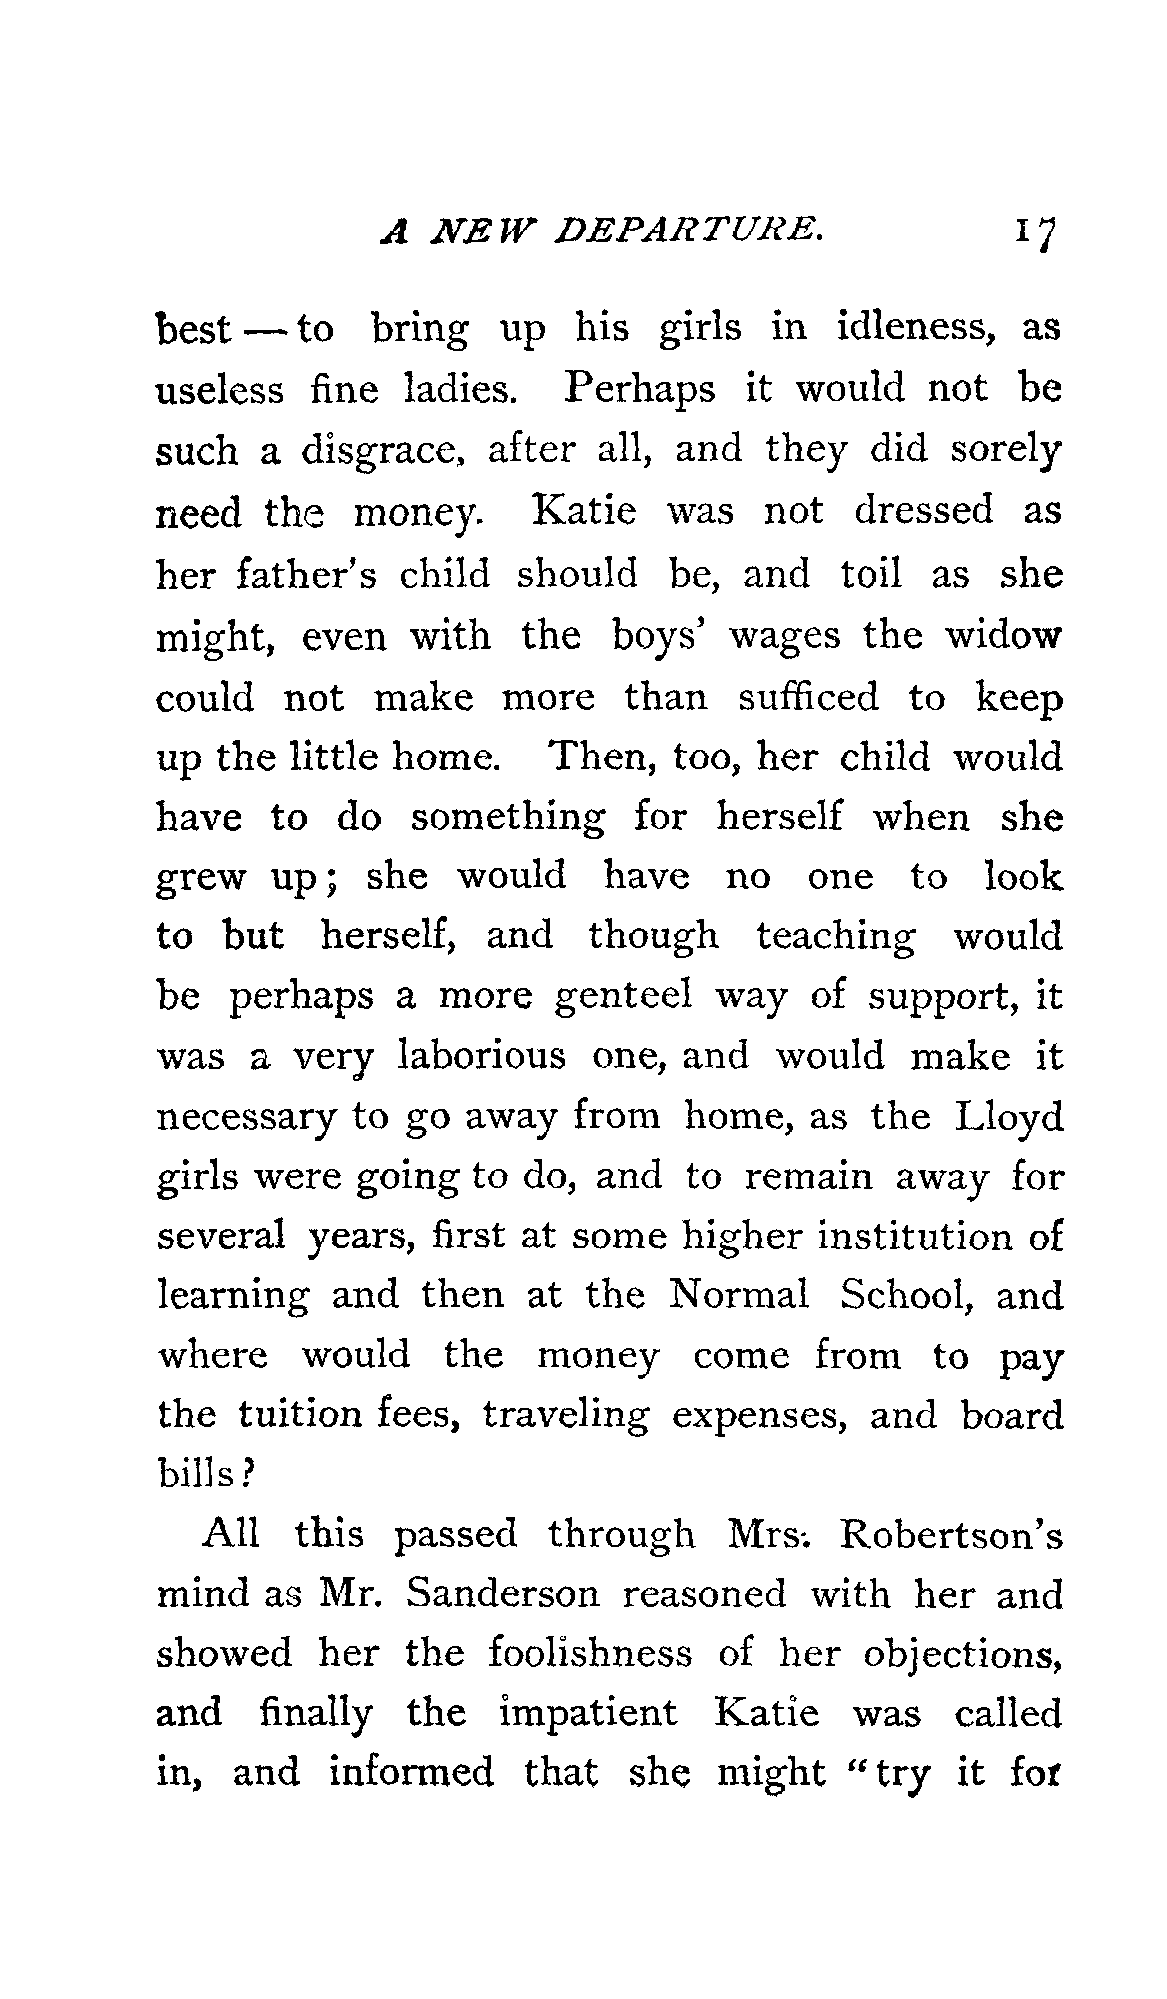 A NEW DEPARTURE. 17
best — to bring up his girls in idleness, as
useless fine ladies. Perhaps it would not be
such a disgrace, after all, and they did sorely
need the money. Katie was not dressed as
her father's child should be, and toil as she
might, even with the boys' wages the widow
could not make more than sufficed to keep
up the little home. Then, too, her child would
have to do something for herself when she
grew up; she would have no one to look
to but herself, and though teaching would
be perhaps a more genteel way of support, it
was a very laborious one, and would make it
necessary to go away from home, as the Lloyd
girls were going to do, and to remain away for
several years, first at some higher institution of
learning and then at the Normal School, and
where would the money come from to pay
the tuition fees, traveling expenses, and board
bills?
All this passed through Mrs. Robertson's
mind as Mr. Sanderson reasoned with her and
showed her the foolishness of her objections,
and finally the impatient Katie was called
in, and informed that she might "try it for